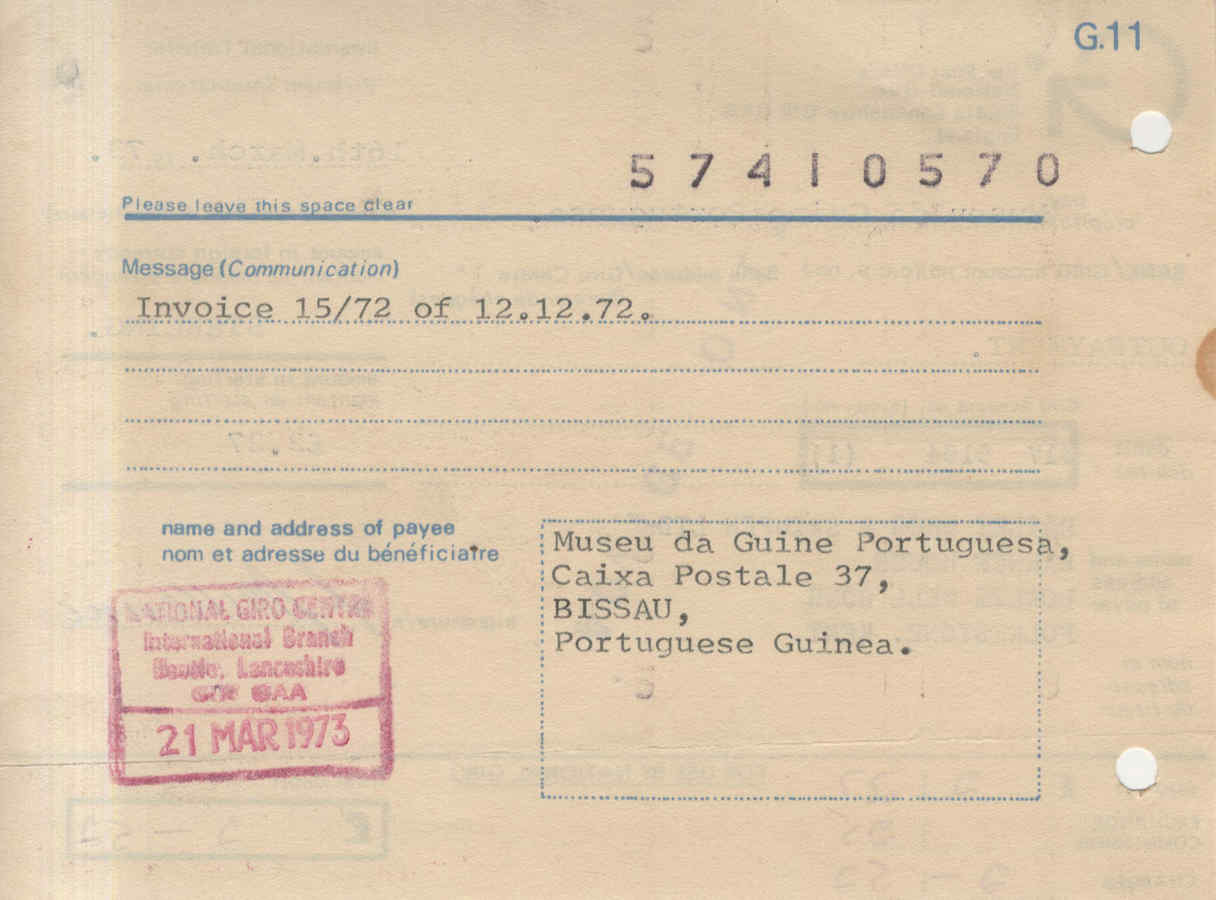 G.11
57410570
Please leave this space clear
Message (Communication)
Invoice 15/72 of 12.12.72.
name and address of payee
nom et adresse du bénéficiaire
Museu da Guine Portuguesa,
Caixa Postale 37,
BISSAU,
Portuguese Guinea.
NATIONAL GIRO CENTRE
International Branch
Bootle, Lancashire
GIR 0AA
21 MAR 1973